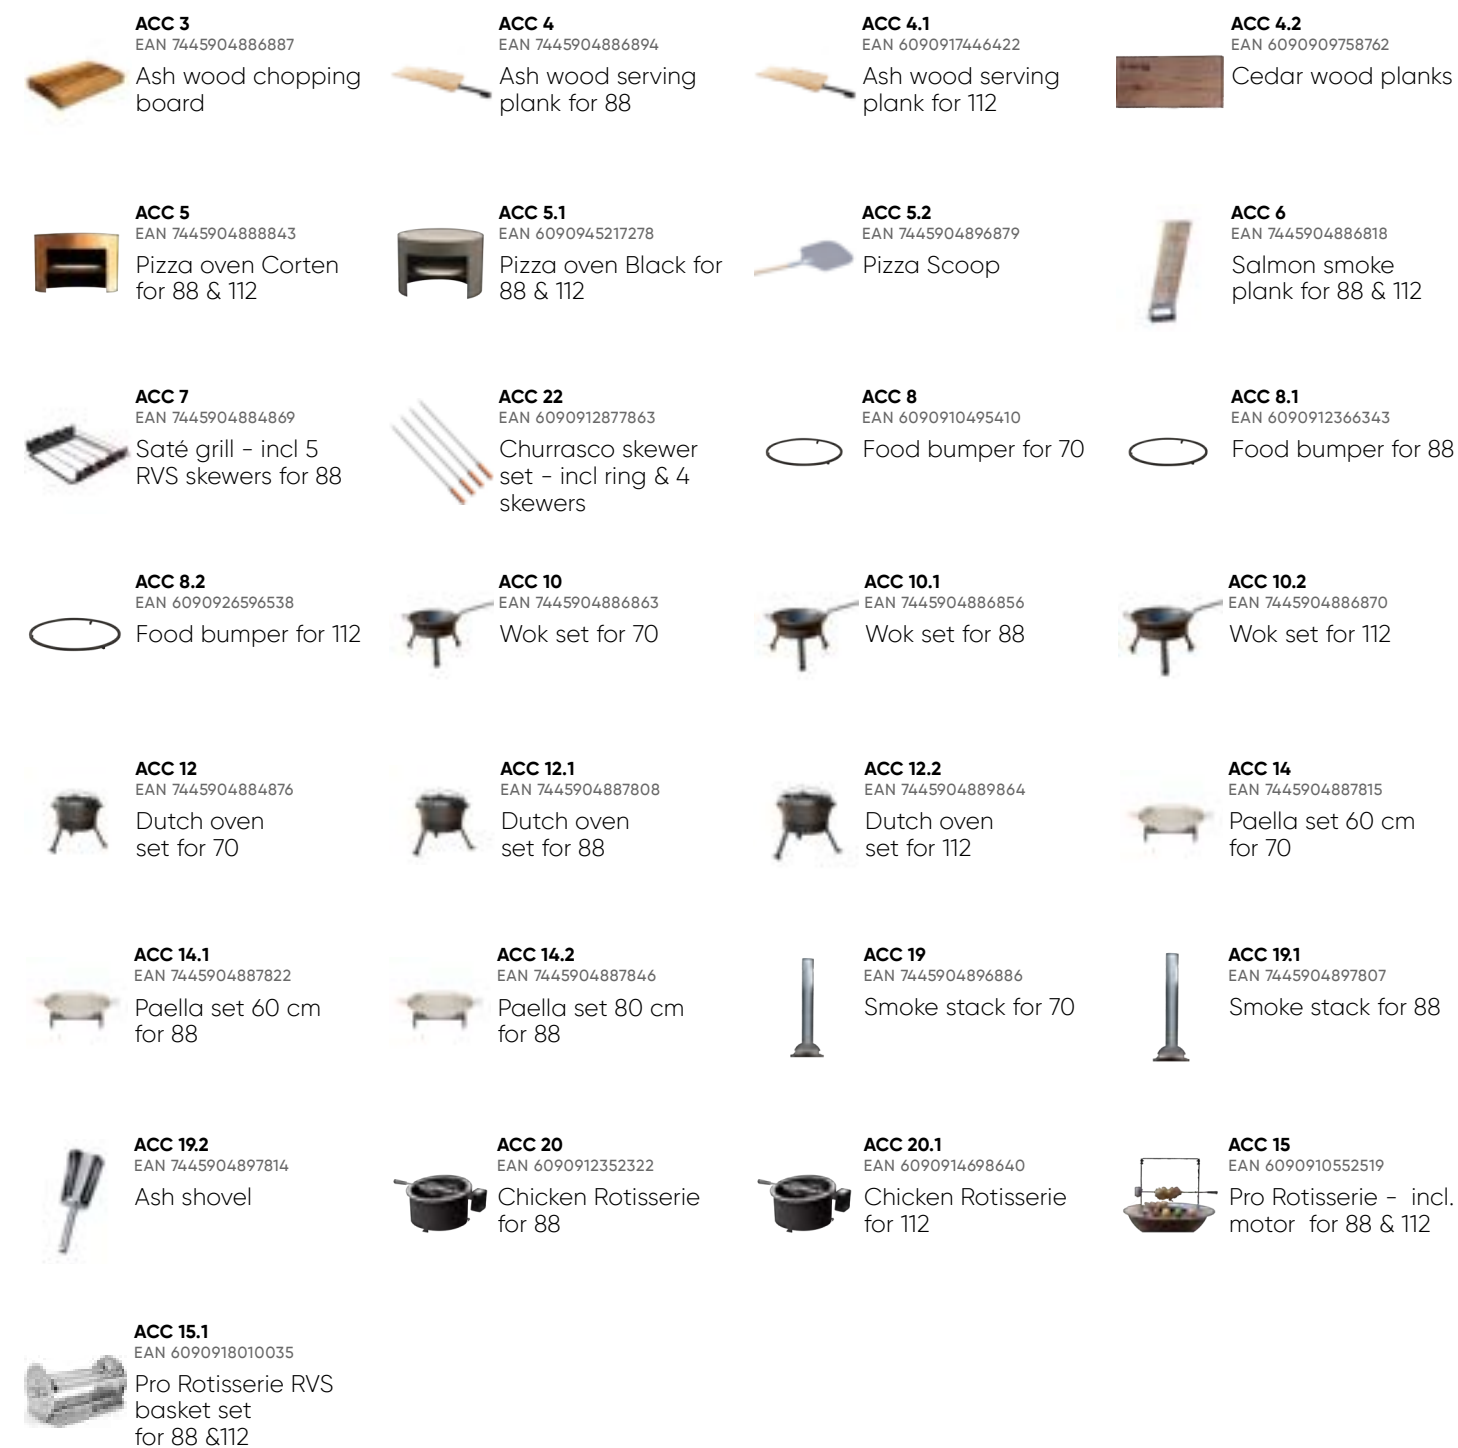 ACC 3
EAN 7445904886887
Ash wood chopping
board
ACC 4
EAN 7445904886894
Ash wood serving
plank for 88
ACC 4.1
EAN 6090917446422
Ash wood serving
plank for 112
ACC 4.2
EAN 6090909758762
Cedar wood planks
ACC 5
EAN 7445904888843
Pizza oven Corten
for 88 & 112
ACC 5.1
EAN 6090945217278
Pizza oven Black for
88 & 112
ACC 5.2
EAN 7445904896879
Pizza Scoop
ACC 6
EAN 7445904886818
Salmon smoke
plank for 88 & 112
ACC 7
EAN 7445904884869
Saté grill - incl 5
RVS skewers for 88
ACC 22
EAN 6090912877863
Churrasco skewer
set - incl ring & 4
skewers
ACC 8
EAN 6090910495410
Food bumper for 70
ACC 8.1
EAN 6090912366343
Food bumper for 88
ACC 8.2
EAN 6090926596538
Food bumper for 112
ACC 10
EAN 7445904886863
Wok set for 70
ACC 10.1
EAN 7445904886856
Wok set for 88
ACC 10.2
EAN 7445904886870
Wok set for 112
ACC 12
EAN 7445904884876
Dutch oven
set for 70
ACC 12.1
EAN 7445904887808
Dutch oven
set for 88
ACC 12.2
EAN 7445904889864
Dutch oven
set for 112
ACC 14
EAN 7445904887815
Paella set 60 cm
for 70
ACC 14.1
EAN 7445904887822
Paella set 60 cm
for 88
ACC 14.2
EAN 7445904887846
Paella set 80 cm
for 88
ACC 19
EAN 7445904896886
Smoke stack for 70
ACC 19.1
EAN 7445904897807
Smoke stack for 88
ACC 19.2
EAN 7445904897814
Ash shovel
ACC 20
EAN 6090912352322
Chicken Rotisserie
for 88
ACC 20.1
EAN 6090914698640
Chicken Rotisserie
for 112
ACC 15
EAN 6090910552519
Pro Rotisserie - incl.
motor for 88 & 112
ACC 15.1
EAN 6090918010035
Pro Rotisserie RVS
basket set
for 88 &112